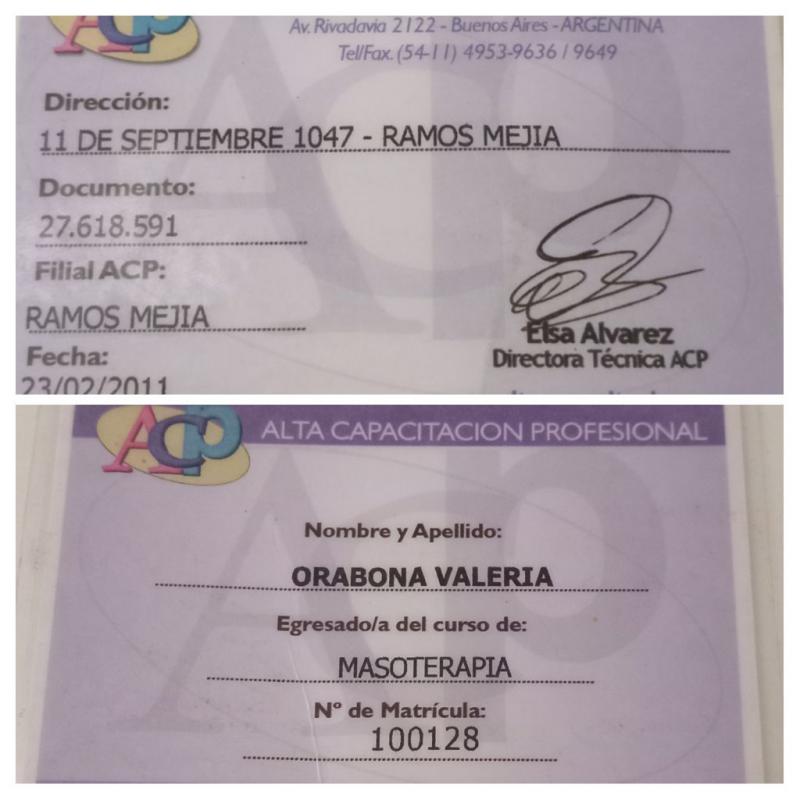 ACP
Av. Rivadavia 2122 - Buenos Aires - ARGENTINA
Tel/Fax. (54-11) 4953-9636 / 9649
Dirección:
11 DE SEPTIEMBRE 1047 - RAMOS MEJIA
Documento:
27.618.591
Filial ACP:
RAMOS MEJIA
Fecha:
23/02/2011
Elsa Alvarez
Directora Técnica ACP
ACP ALTA CAPACITACION PROFESIONAL
Nombre y Apellido:
ORABONA VALERIA
Egresado/a del curso de:
MASOTERAPIA
Nº de Matrícula:
100128